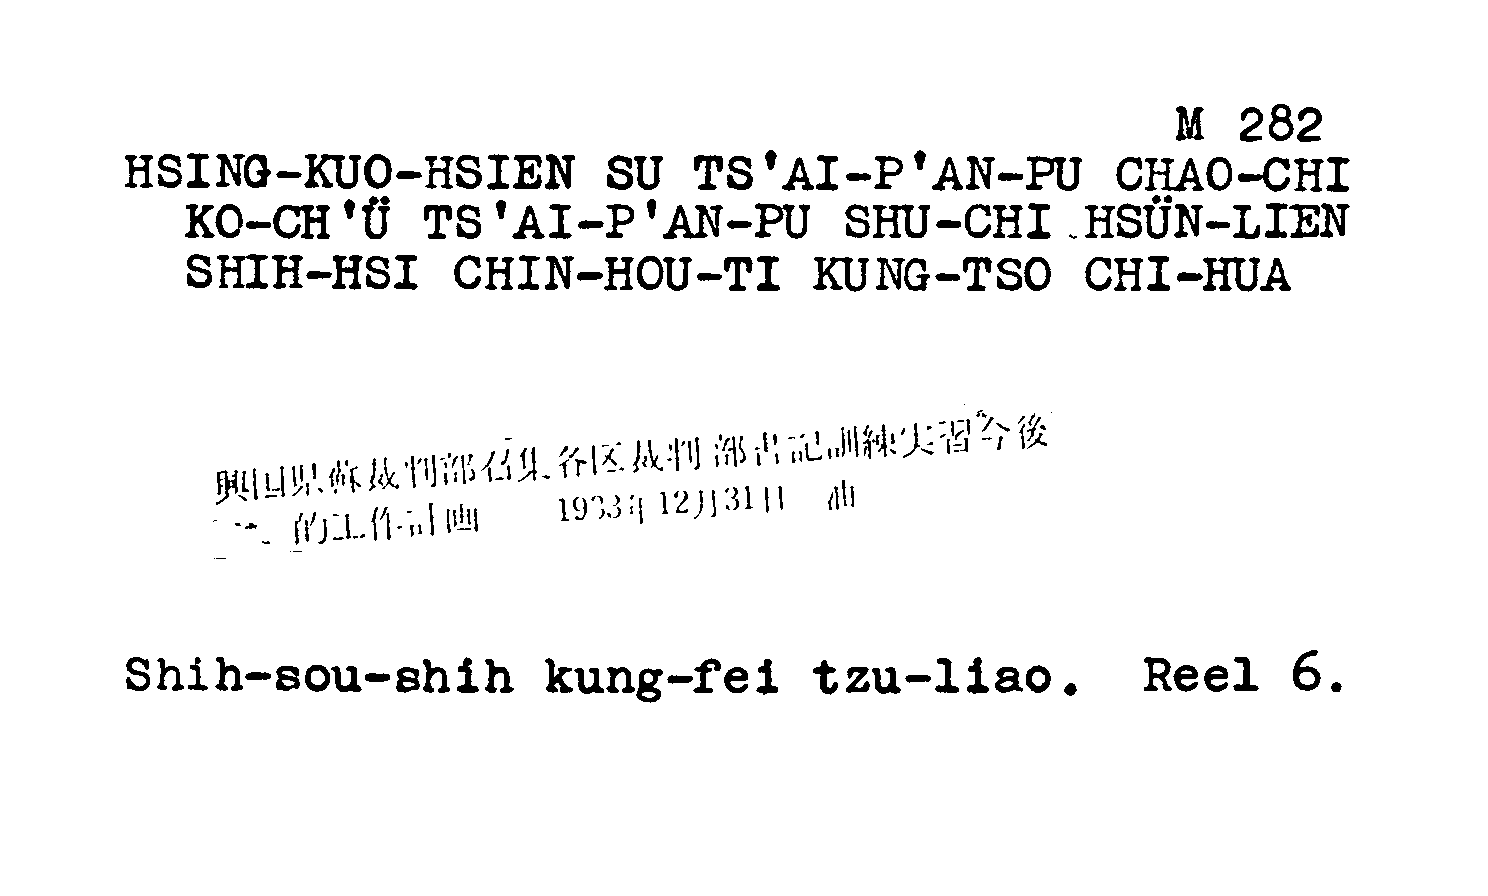 M 282
HSING-KUO-HSIEN SU TS'AI-P'AN-PU CHAO-CHI
KO-CH'Ü TS'AI-P'AN-PU SHU-CHI HSÜN-LIEN
SHIH-HSI CHIN-HOU-TI KUNG-TSO CHI-HUA
興国県蘇裁判部召集各区裁判部書記訓練実習今後
的工作計画 1933年12月31日
Shih-sou-shih kung-fei tzu-liao. Reel 6.